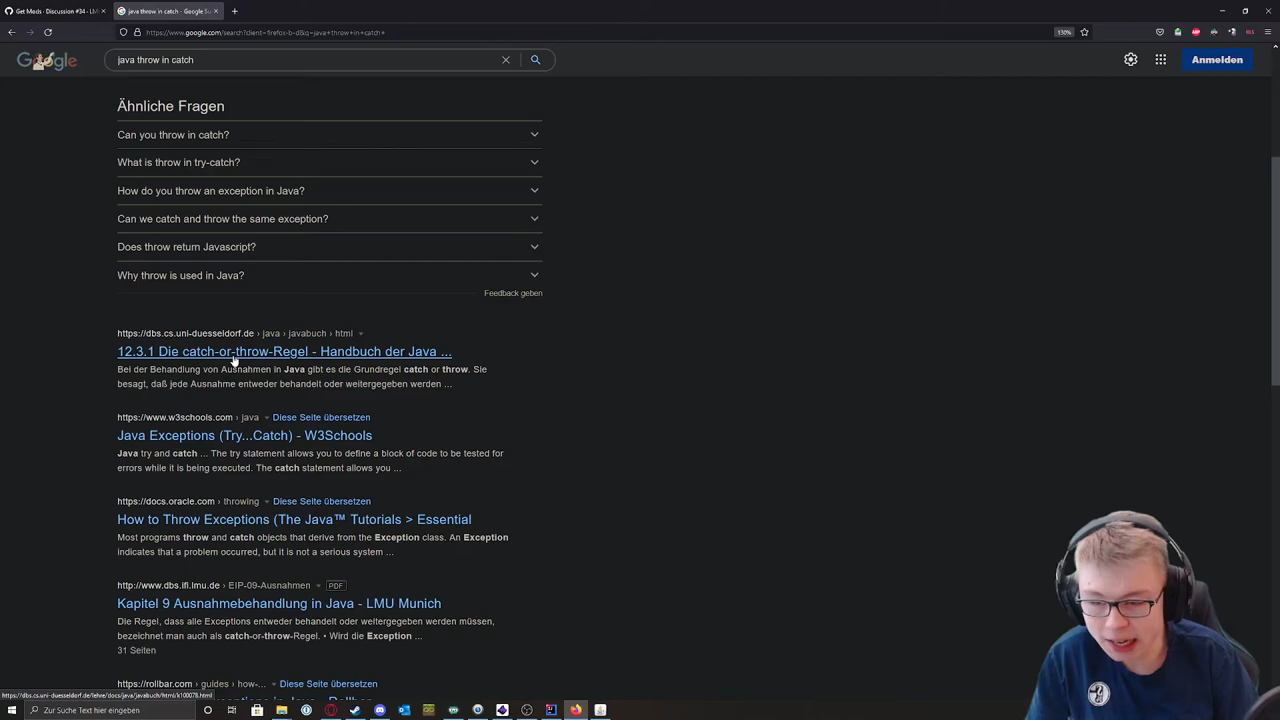 Get Mods · Discussion #34 · LM
java throw in catch - Google Su
https://www.google.com/search?client=firefox-b-d&q=java+throw+in+catch+
130%
Google
java throw in catch
Anmelden
Ähnliche Fragen
Can you throw in catch?
What is throw in try-catch?
How do you throw an exception in Java?
Can we catch and throw the same exception?
Does throw return Javascript?
Why throw is used in Java?
Feedback geben
https://dbs.cs.uni-duesseldorf.de › java › javabuch › html
12.3.1 Die catch-or-throw-Regel - Handbuch der Java ...
Bei der Behandlung von Ausnahmen in Java gibt es die Grundregel catch or throw. Sie
besagt, daß jede Ausnahme entweder behandelt oder weitergegeben werden ...
https://www.w3schools.com › java Diese Seite übersetzen
Java Exceptions (Try...Catch) - W3Schools
Java try and catch ... The try statement allows you to define a block of code to be tested for
errors while it is being executed. The catch statement allows you ...
https://docs.oracle.com › throwing Diese Seite übersetzen
How to Throw Exceptions (The Java™ Tutorials > Essential
Most programs throw and catch objects that derive from the Exception class. An Exception
indicates that a problem occurred, but it is not a serious system ...
http://www.dbs.ifi.lmu.de › EIP-09-Ausnahmen PDF
Kapitel 9 Ausnahmebehandlung in Java - LMU Munich
Die Regel, dass alle Exceptions entweder behandelt oder weitergegeben werden müssen,
bezeichnet man auch als catch-or-throw-Regel. • Wird die Exception ...
31 Seiten
https://rollbar.com › guides › how-... Diese Seite übersetzen
https://dbs.cs.uni-duesseldorf.de/lehre/docs/java/javabuch/html/k100078.html
Zur Suche Text hier eingeben